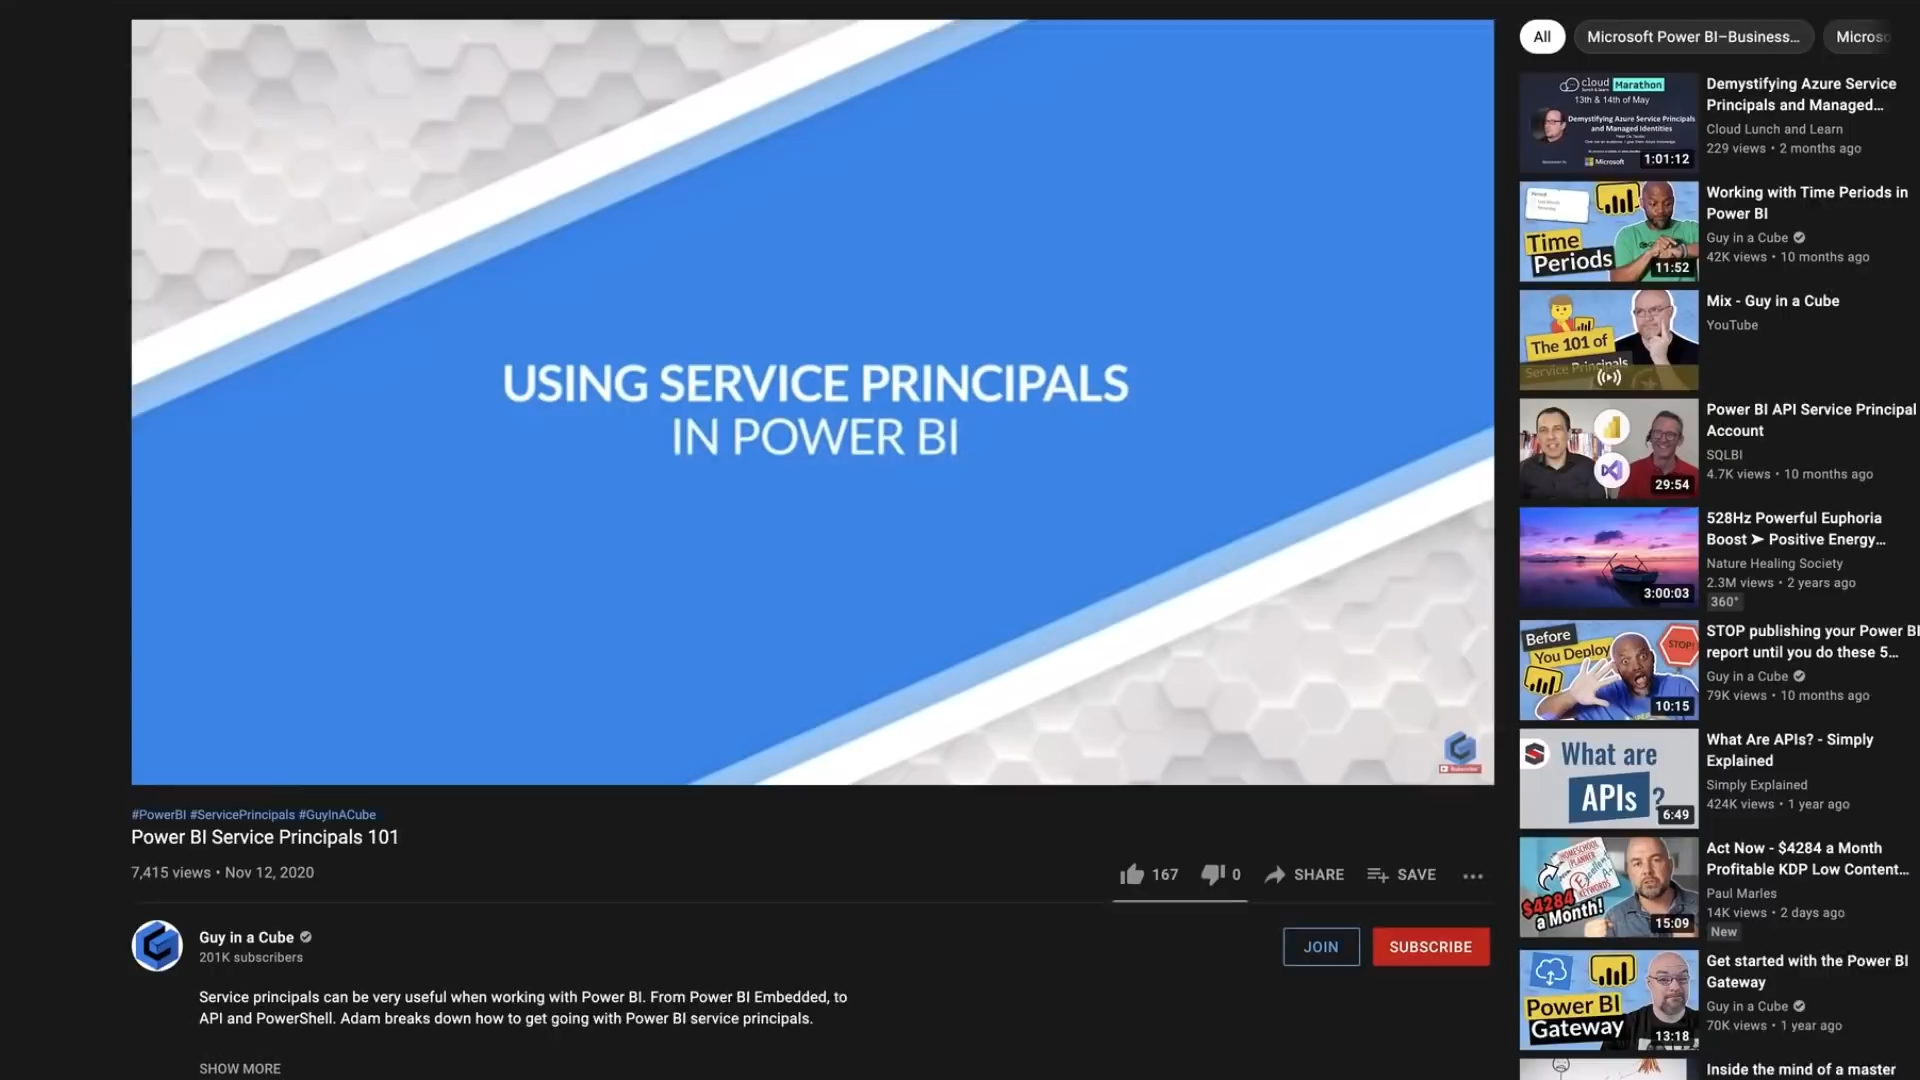 USING SERVICE PRINCIPALS
IN POWER BI
Subscribe
#PowerBI #ServicePrincipals #GuyInACube
Power BI Service Principals 101
7,415 views • Nov 12, 2020
167
0
SHARE
SAVE
Guy in a Cube
201K subscribers
JOIN
SUBSCRIBE
Service principals can be very useful when working with Power BI. From Power BI Embedded, to
API and PowerShell. Adam breaks down how to get going with Power BI service principals.
SHOW MORE
All
Microsoft Power BI–Business...
Microso
cloud Marathon
13th & 14th of May
Demystifying Azure Service Principals
and Managed Identities
Microsoft
1:01:12
Demystifying Azure Service
Principals and Managed...
Cloud Lunch and Learn
229 views • 2 months ago
Time
Periods
11:52
Working with Time Periods in
Power BI
Guy in a Cube
42K views • 10 months ago
The 101 of
Service Principals
Mix - Guy in a Cube
YouTube
29:54
Power BI API Service Principal
Account
SQLBI
4.7K views • 10 months ago
3:00:03
528Hz Powerful Euphoria
Boost ➤ Positive Energy...
Nature Healing Society
2.3M views • 2 years ago
360°
Before
You Deploy
STOP!
10:15
STOP publishing your Power BI
report until you do these 5...
Guy in a Cube
79K views • 10 months ago
What are
APIs?
6:49
What Are APIs? - Simply
Explained
Simply Explained
424K views • 1 year ago
HOMESCHOOL
PLANNER
Excellent
A+
KEYWORDS
$4284
a Month!
15:09
Act Now - $4284 a Month
Profitable KDP Low Content...
Paul Marles
14K views • 2 days ago
New
Power BI
Gateway
13:18
Get started with the Power BI
Gateway
Guy in a Cube
70K views • 1 year ago
Inside the mind of a master